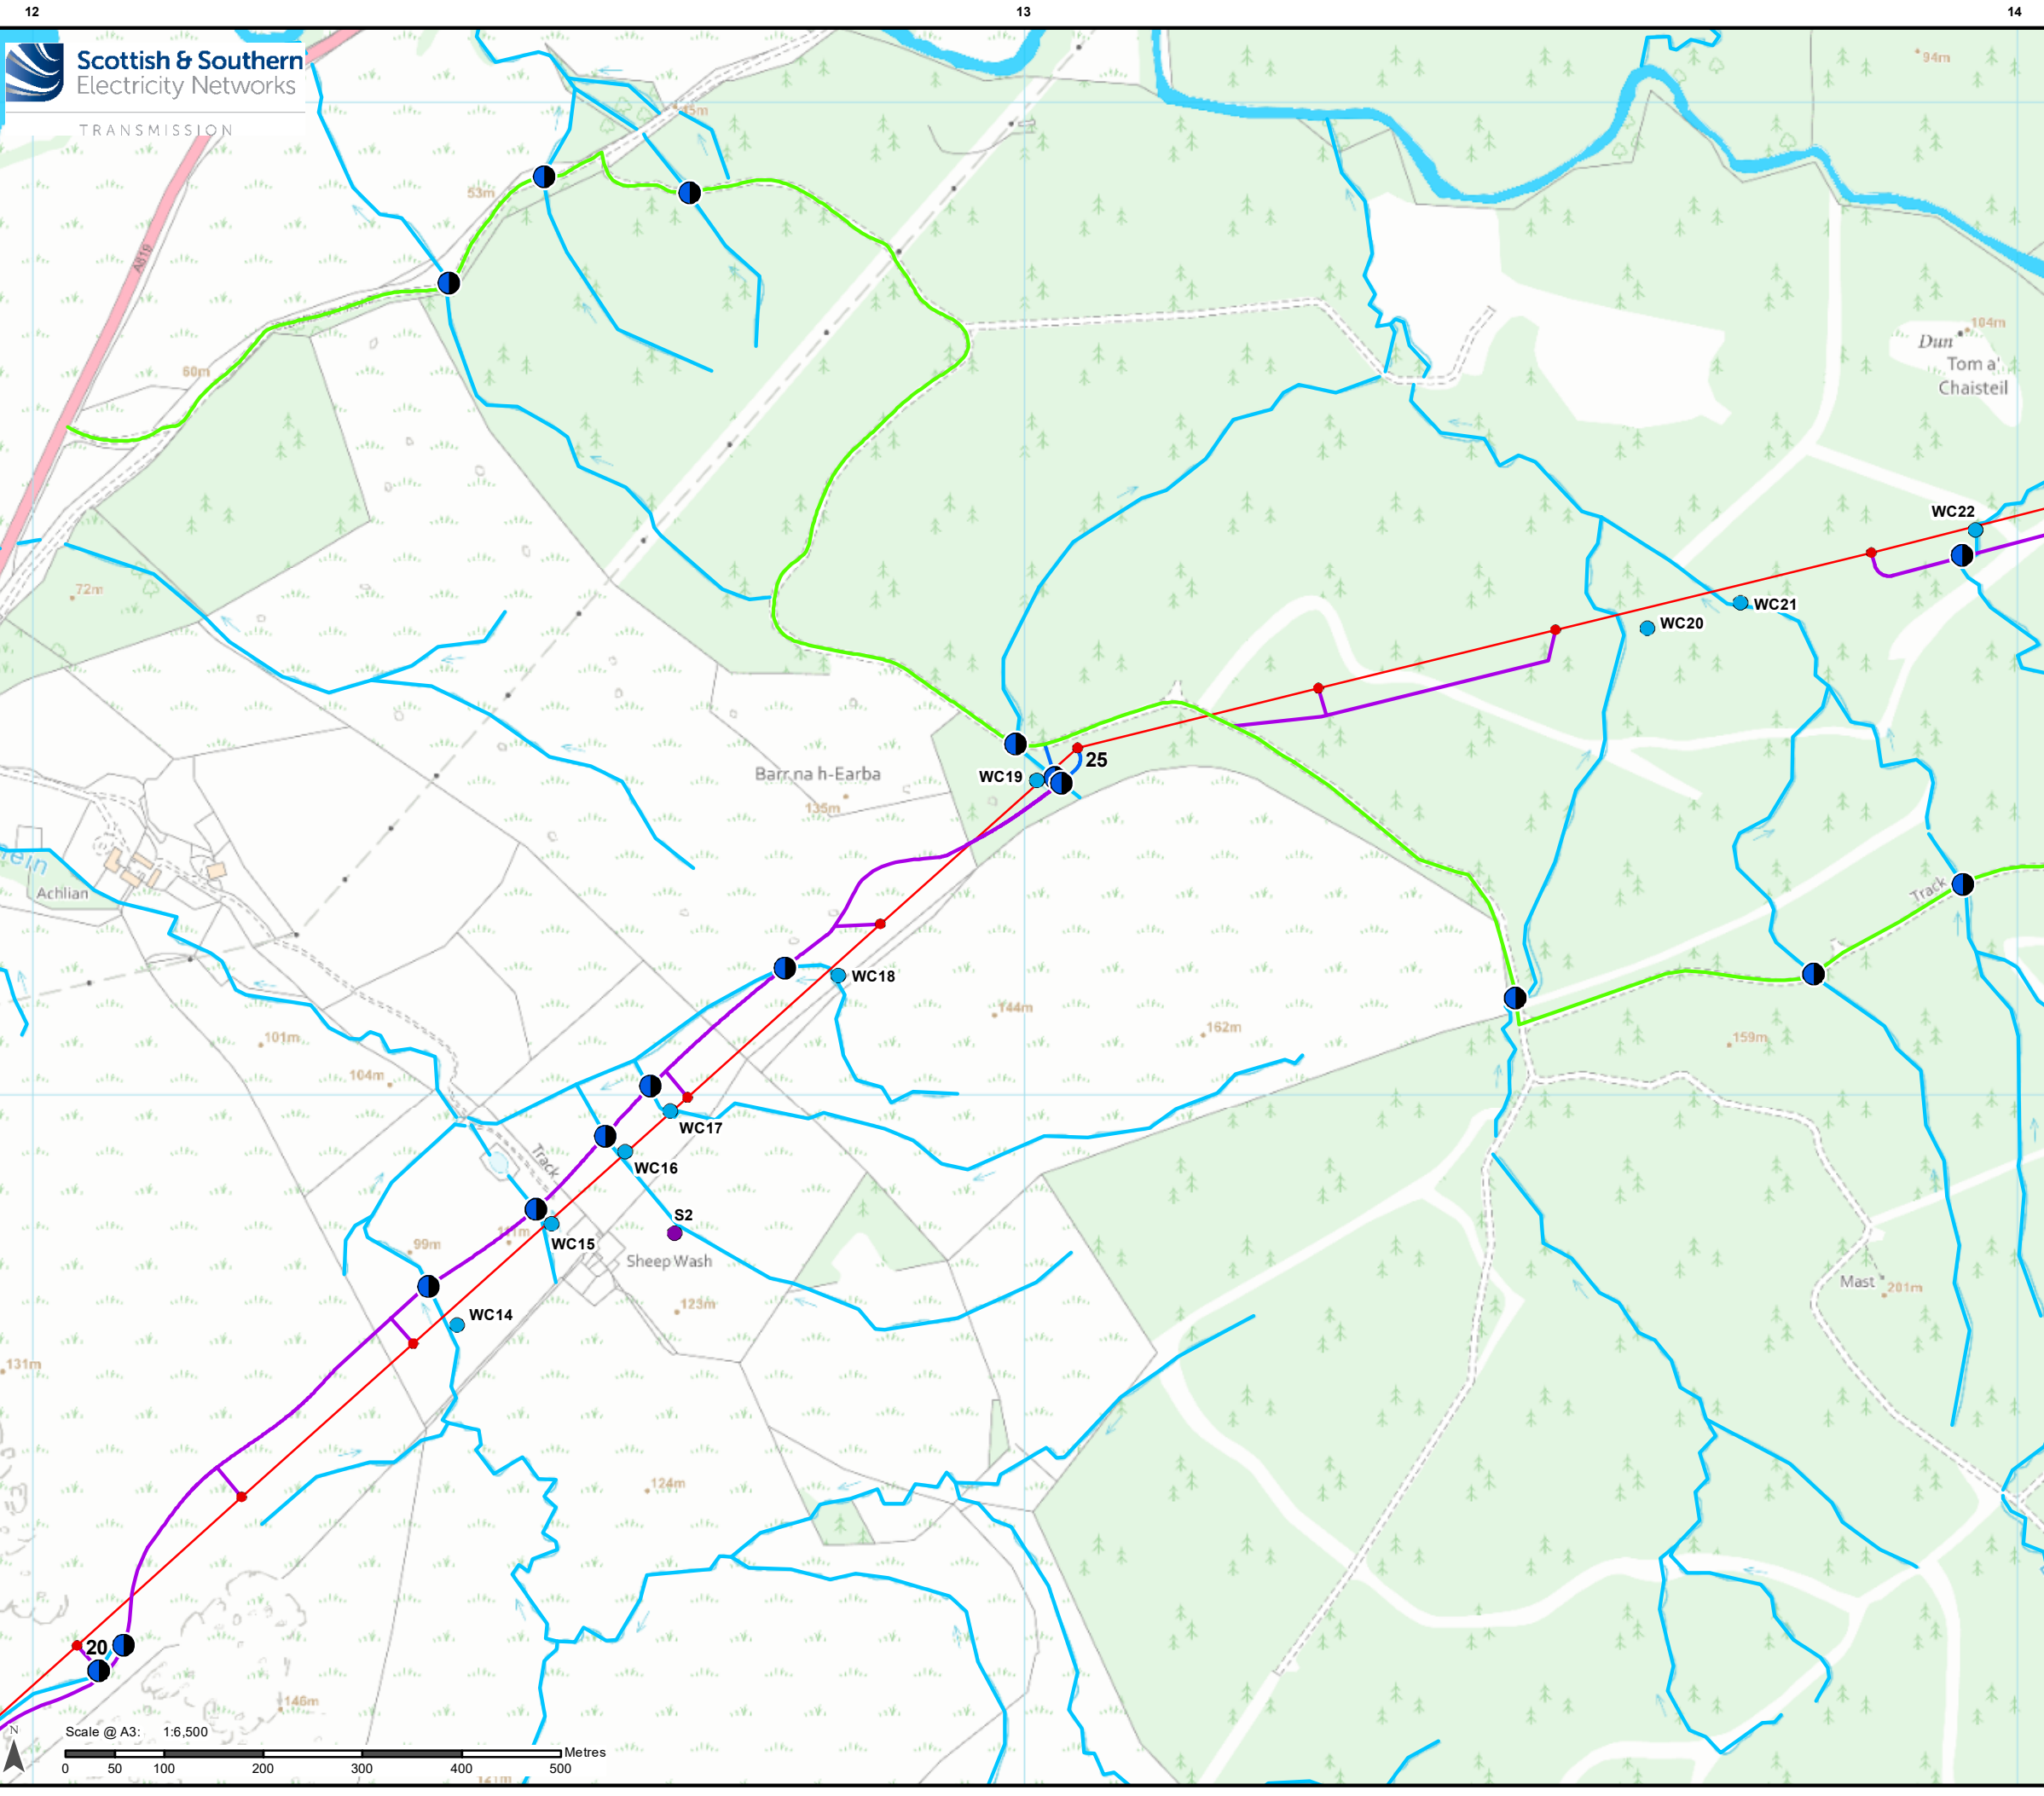 12
13
14
Scottish & Southern
Electricity Networks
TRANSMISSION
94m
53m
A819
104m
Dun
Tom a'
Chaisteil
60m
WC22
72m
WC21
WC20
25
WC19
Barr na h-Earba
135m
Achlian
Track
WC18
144m
162m
159m
101m
104m
WC17
WC16
Track
S2
WC15
99m
Sheep Wash
Mast
201m
123m
WC14
131m
124m
20
146m
N
Scale @ A3: 1:6,500
Metres
0 50 100 200 300 400 500